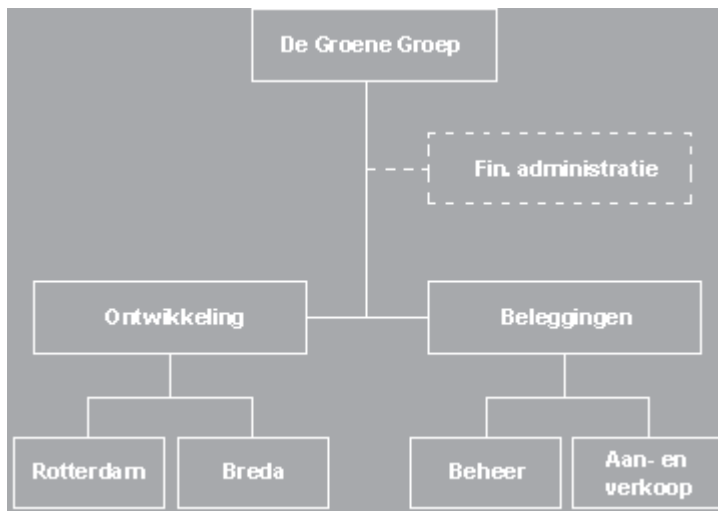 De Groene Groep
Fin. administratie
Ontwikkeling
Beleggingen
Rotterdam
Breda
Beheer
Aan- en
verkoop